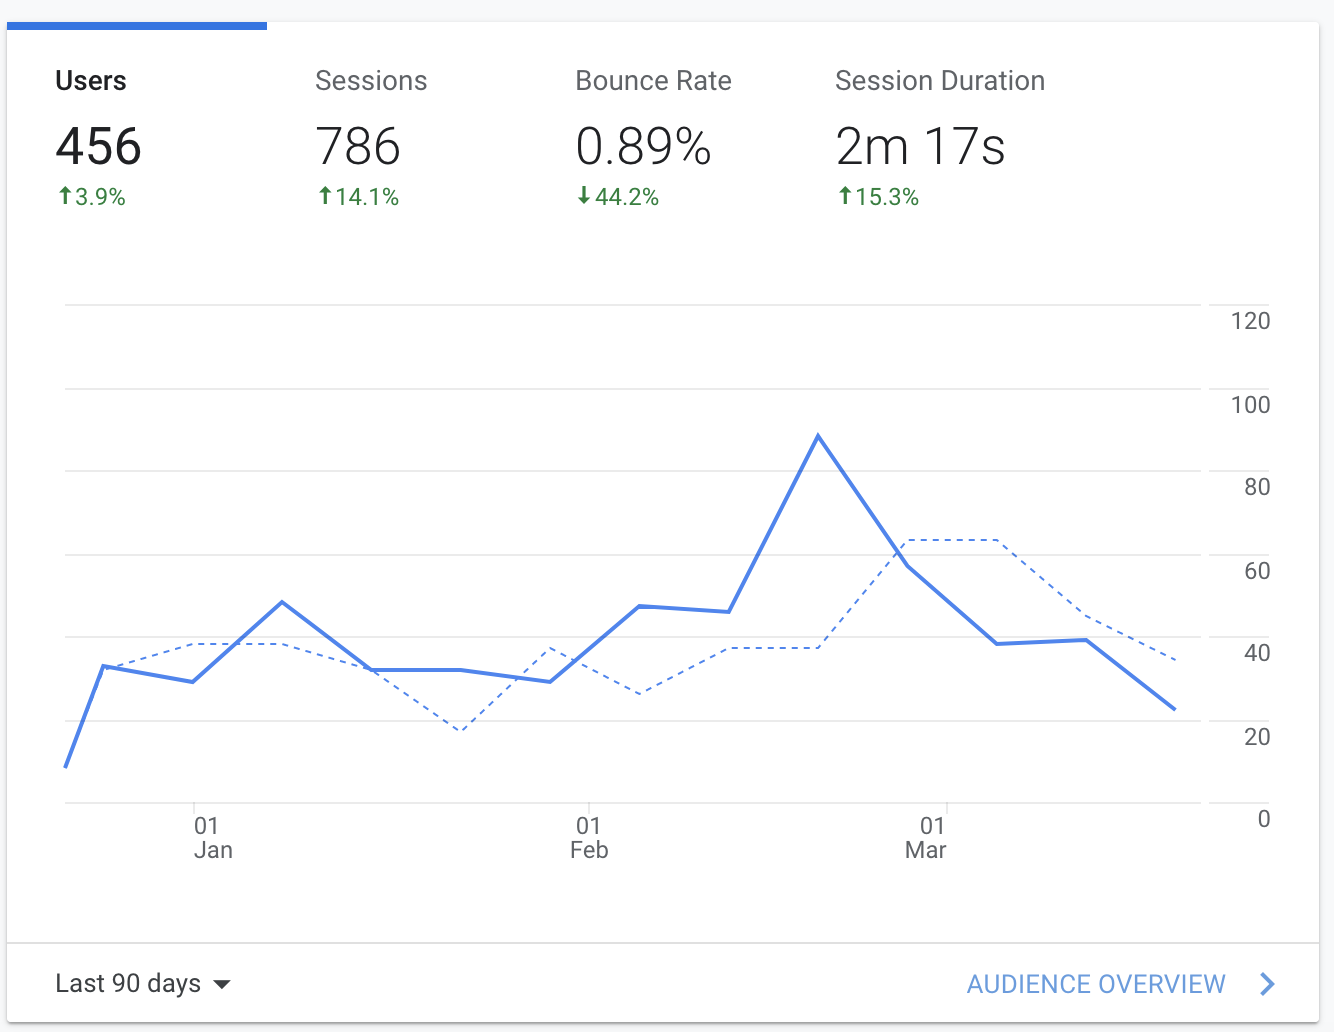 Users Sessions Bounce Rate Session Duration
456 786 0.89% 2m 17s
↑3.9% ↑14.1% ↓44.2% ↑15.3%
120
100
80
60
40
20
0
01 01 01
Jan Feb Mar
Last 90 days AUDIENCE OVERVIEW